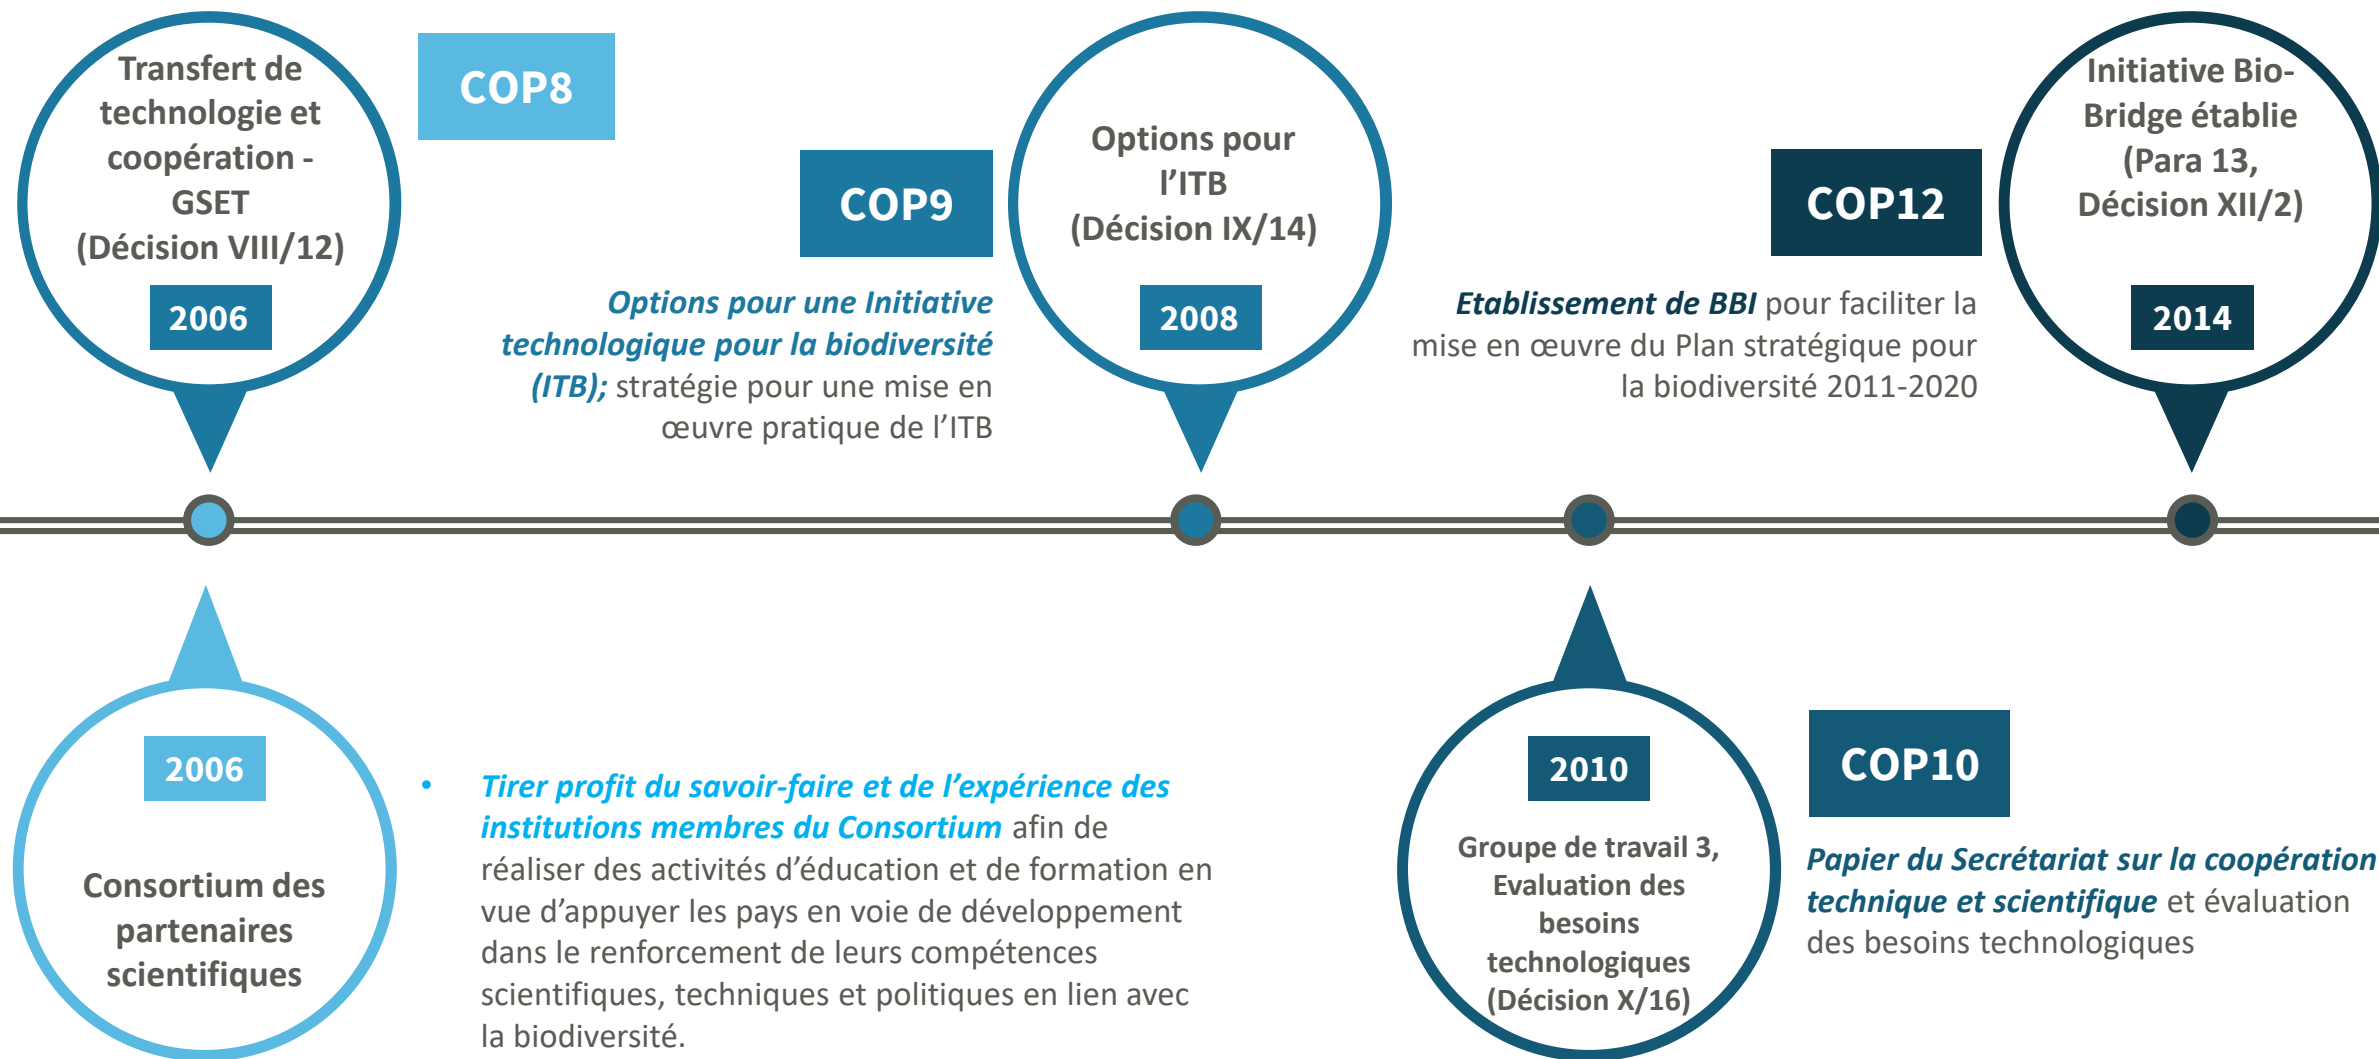 Transfert de
technologie et
coopération -
GSET
(Décision VIII/12)
2006
COP8
COP9
Options pour une Initiative
technologique pour la biodiversité
(ITB); stratégie pour une mise en
œuvre pratique de l’ITB
Options pour
l’ITB
(Décision IX/14)
2008
COP12
Etablissement de BBI pour faciliter la
mise en œuvre du Plan stratégique pour
la biodiversité 2011-2020
Initiative Bio-
Bridge établie
(Para 13,
Décision XII/2)
2014
2006
Consortium des
partenaires
scientifiques
• Tirer profit du savoir-faire et de l’expérience des
institutions membres du Consortium afin de
réaliser des activités d’éducation et de formation en
vue d’appuyer les pays en voie de développement
dans le renforcement de leurs compétences
scientifiques, techniques et politiques en lien avec
la biodiversité.
2010
Groupe de travail 3,
Evaluation des
besoins
technologiques
(Décision X/16)
COP10
Papier du Secrétariat sur la coopération
technique et scientifique et évaluation
des besoins technologiques